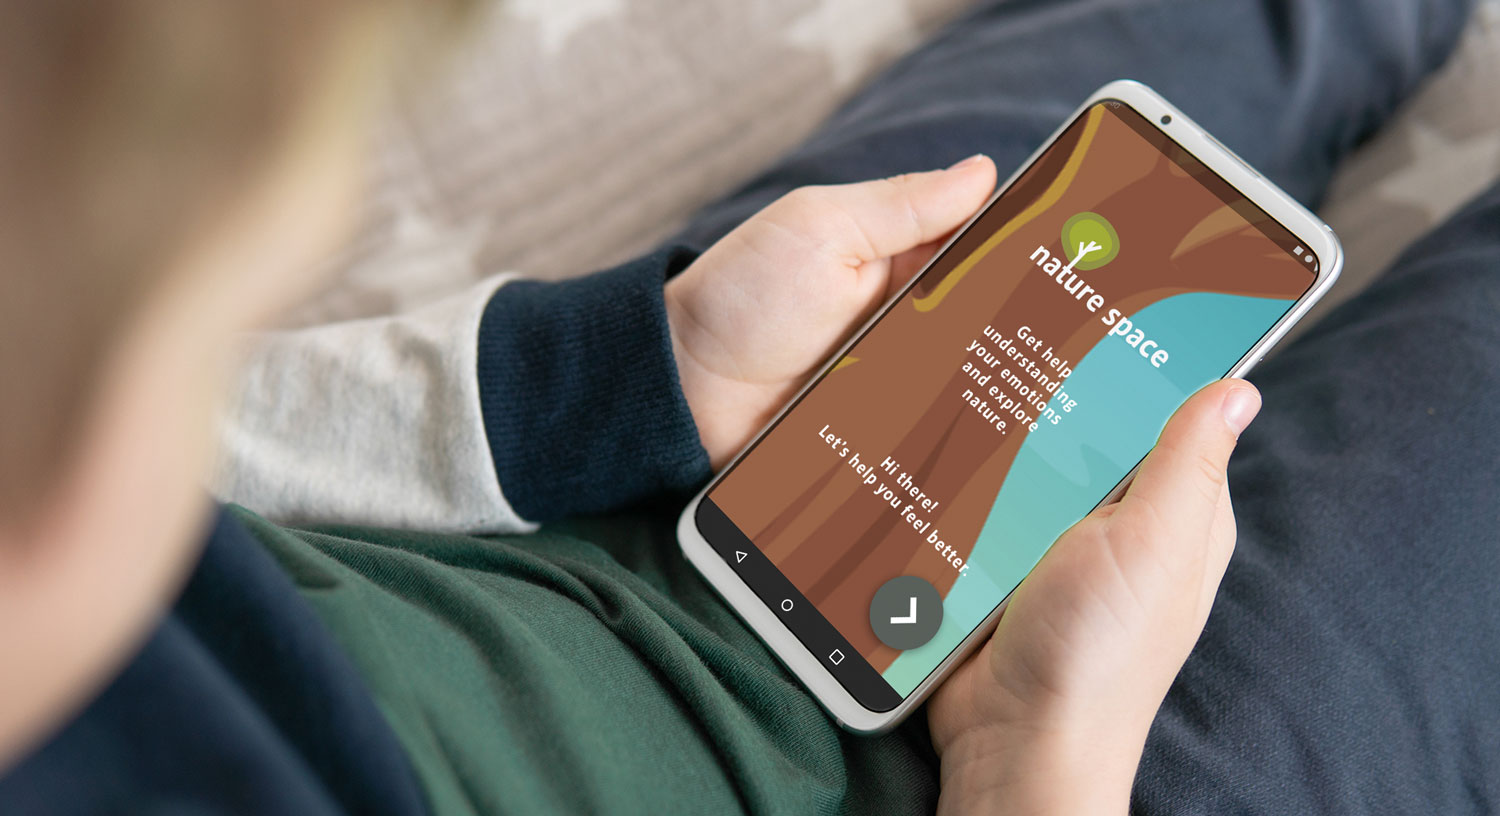 nature space
Get help
understanding
your emotions
and explore
nature.
Hi there!
Let's help you feel better.